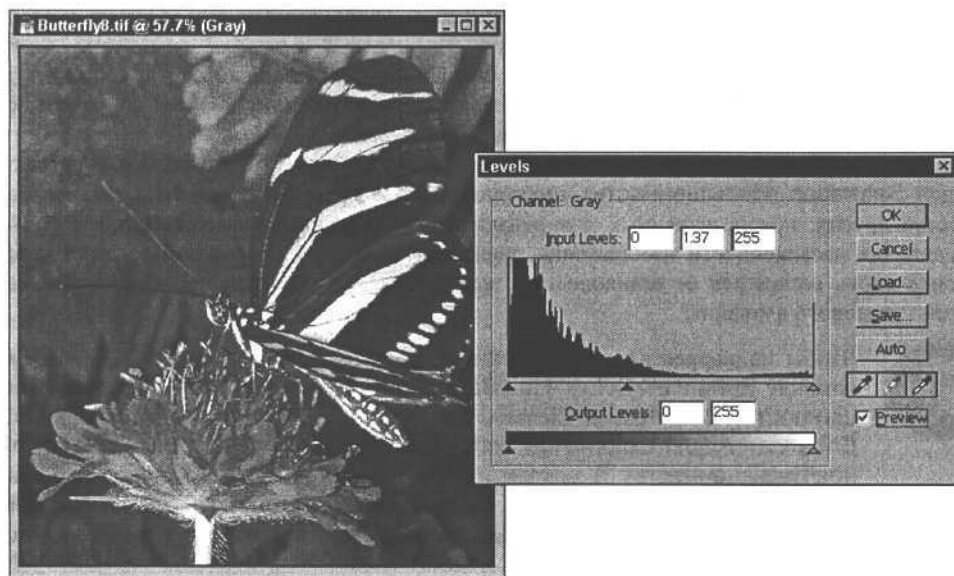 Butterfly8.tif @ 57.7% (Gray)
Levels
Channel: Gray
Input Levels: 0 1.37 255
Output Levels: 0 255
OK
Cancel
Load...
Save...
Auto
Preview